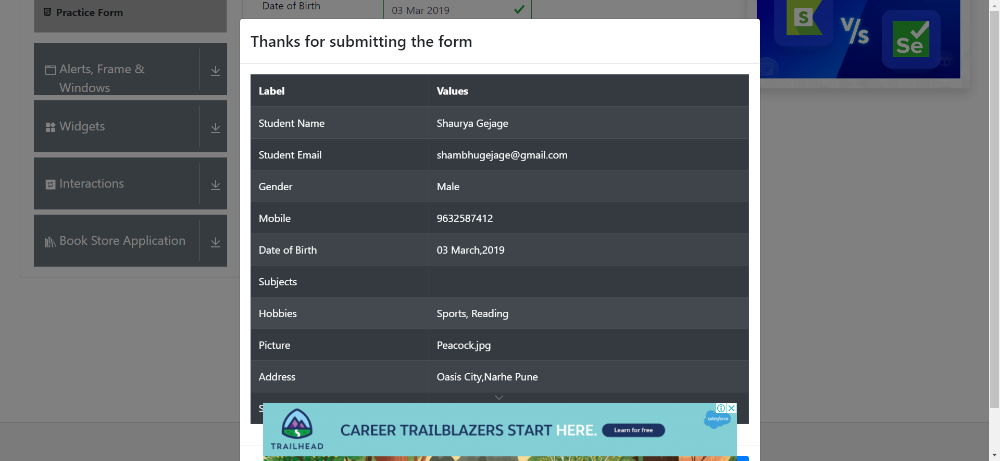 Practice Form
Date of Birth
03 Mar 2019
Alerts, Frame &
Windows
Widgets
Interactions
Book Store Application
Thanks for submitting the form
Label Values
Student Name Shaurya Gejage
Student Email shambhugejage@gmail.com
Gender Male
Mobile 9632587412
Date of Birth 03 March,2019
Subjects
Hobbies Sports, Reading
Picture Peacock.jpg
Address Oasis City,Narhe Pune
S
V/s
Se
TRAILHEAD
CAREER TRAILBLAZERS START HERE.
Learn for free
salesforce